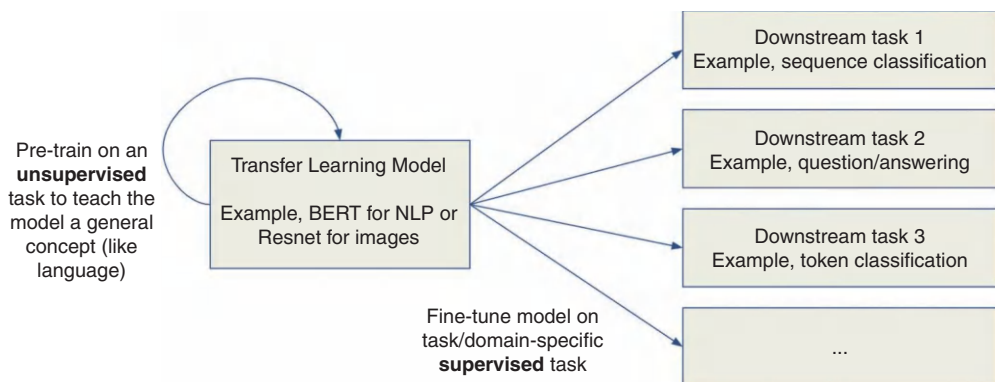 Pre-train on an
unsupervised
task to teach the
model a general
concept (like
language)
Transfer Learning Model
Example, BERT for NLP or
Resnet for images
Fine-tune model on
task/domain-specific
supervised task
Downstream task 1
Example, sequence classification
Downstream task 2
Example, question/answering
Downstream task 3
Example, token classification
...